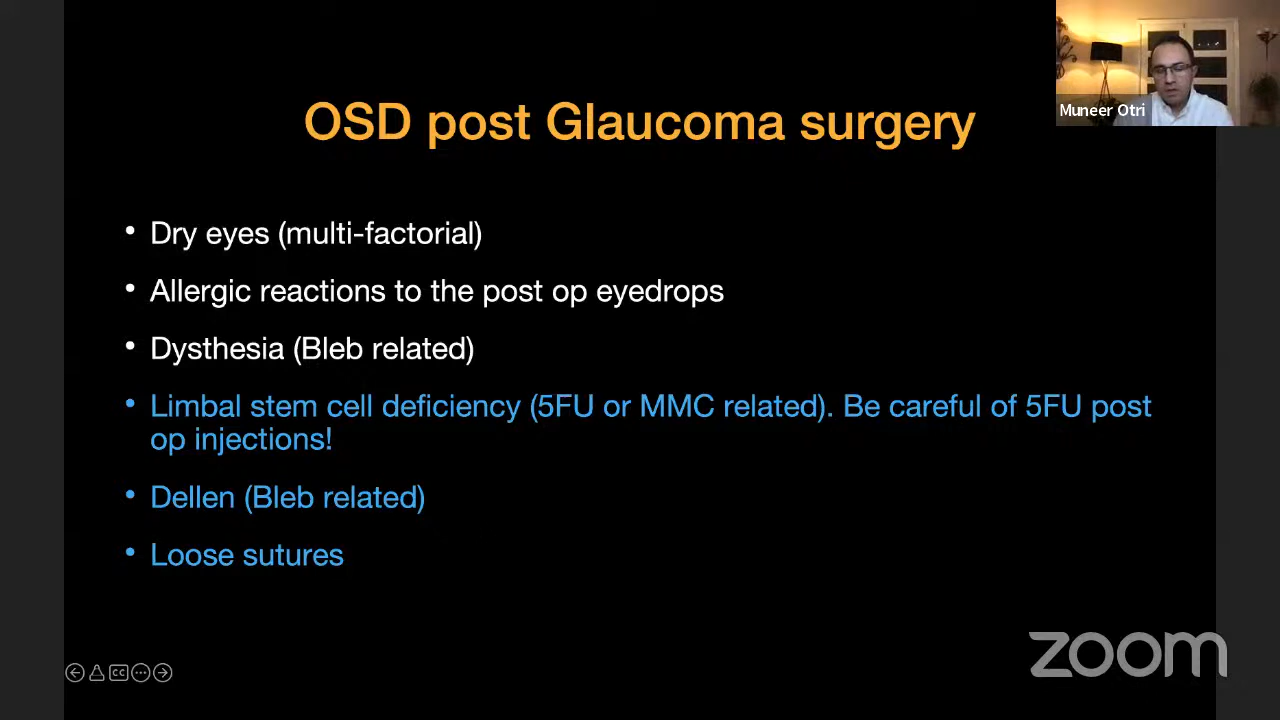 Muneer Otri
OSD post Glaucoma surgery
• Dry eyes (multi-factorial)
• Allergic reactions to the post op eyedrops
• Dysthesia (Bleb related)
• Limbal stem cell deficiency (5FU or MMC related). Be careful of 5FU post
op injections!
• Dellen (Bleb related)
• Loose sutures
CC
zoom